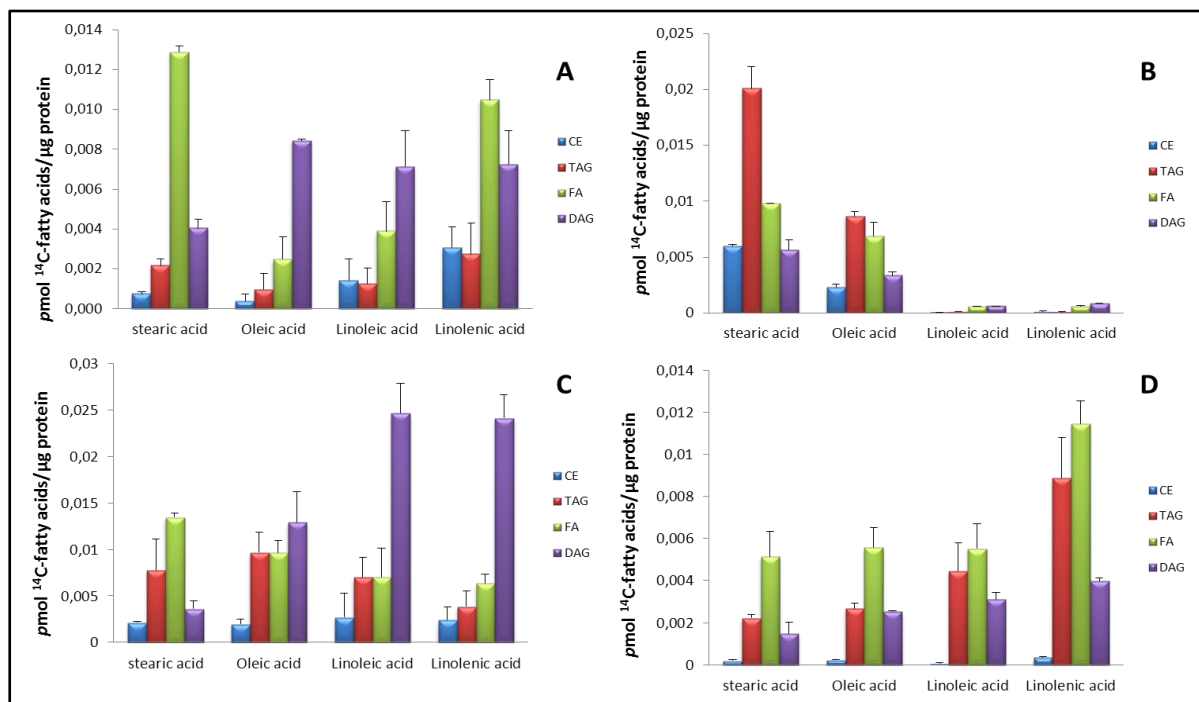 A
pmol ¹⁴C-fatty acids/µg protein
0,014
0,012
0,010
0,008
0,006
0,004
0,002
0,000
stearic acid Oleic acid Linoleic acid Linolenic acid
CE
TAG
FA
DAG
B
pmol ¹⁴C-fatty acids/µg protein
0,025
0,02
0,015
0,01
0,005
0
stearic acid Oleic acid Linoleic acid Linolenic acid
CE
TAG
FA
DAG
C
pmol ¹⁴C-fatty acids/µg protein
0,03
0,025
0,02
0,015
0,01
0,005
0
stearic acid Oleic acid Linoleic acid Linolenic acid
CE
TAG
FA
DAG
D
pmol ¹⁴C-fatty acids/µg protein
0,014
0,012
0,01
0,008
0,006
0,004
0,002
0
stearic acid Oleic acid Linoleic acid Linolenic acid
CE
TAG
FA
DAG